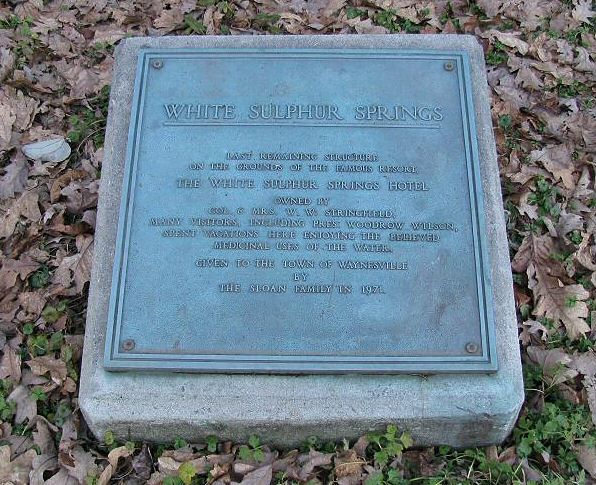 WHITE SULPHUR SPRINGS
LAST REMAINING STRUCTURE
ON THE GROUNDS OF THE FAMOUS RESORT,
THE WHITE SULPHUR SPRINGS HOTEL
OWNED BY
COL. & MRS. W. W. STRINGFIELD,
MANY VISITORS, INCLUDING PRES. WOODROW WILSON,
SPENT VACATIONS HERE ENJOYING THE BELIEVED
MEDICINAL USES OF THE WATER.
GIVEN TO THE TOWN OF WAYNESVILLE
BY
THE SLOAN FAMILY IN 1971.